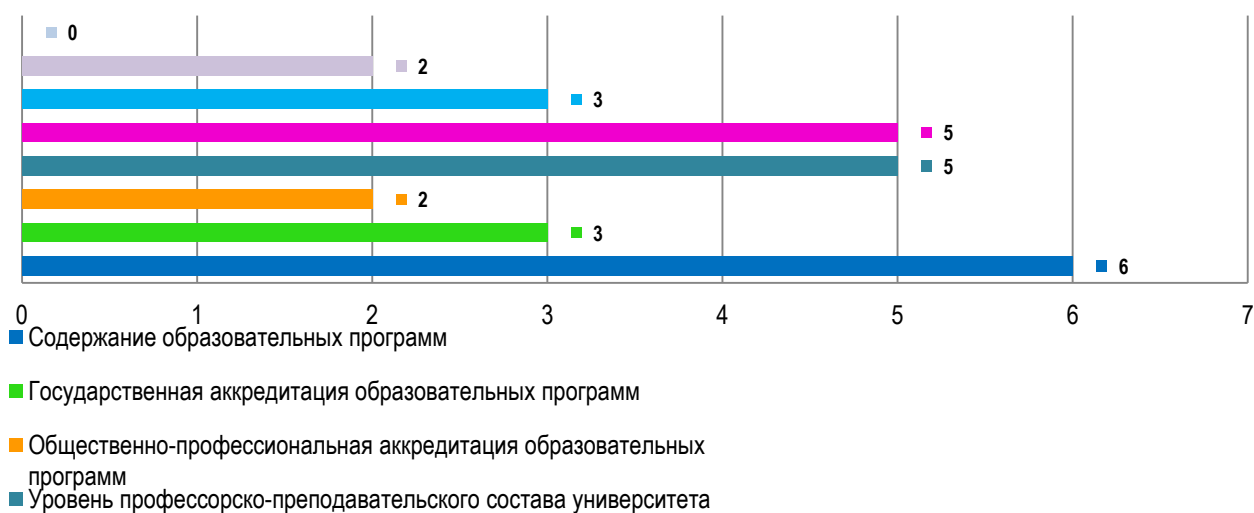 0
2
3
5
5
2
3
6
0 1 2 3 4 5 6 7
Содержание образовательных программ
Государственная аккредитация образовательных программ
Общественно-профессиональная аккредитация образовательных
программ
Уровень профессорско-преподавательского состава университета